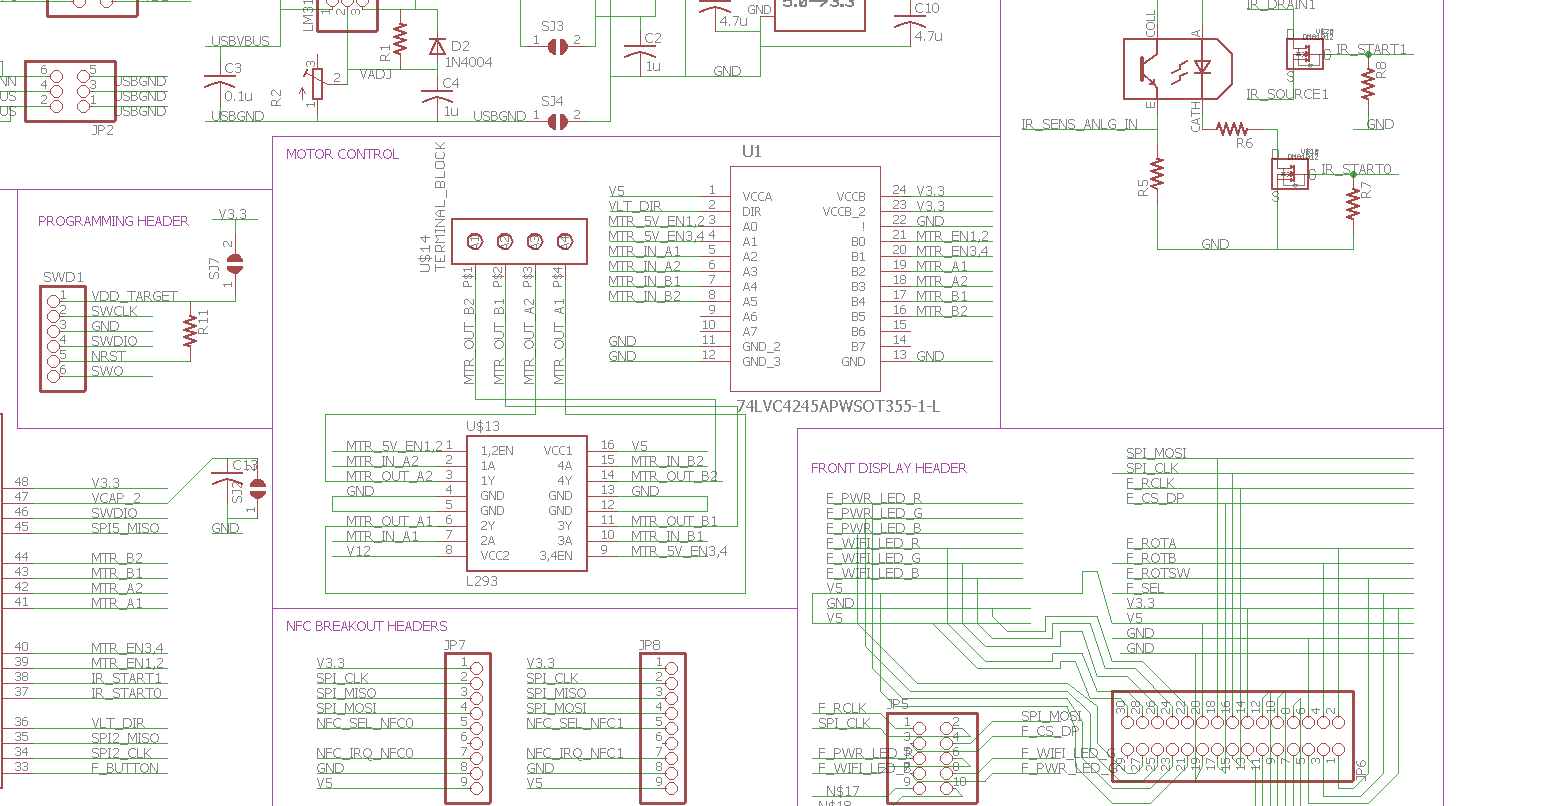 USBVBUS
C3
0.1u
USBGND
LM31
1
2
3
R1
D2
1N4004
VADJ
R2
3
2
1
C4
1u
USBGND
SJ3
1
2
SJ4
1
2
C2
1u
4.7u
GND
5.0->3.3
C10
4.7u
GND
6
4
2
5
3
1
USBGND
USBGND
USBGND
JP2
COLL
A
E
CATH
IR_DRAIN1
IR_START1
IR_SOURCE1
R8
GND
IR_SENS_ANLG_IN
R6
IR_START0
R5
R7
S
GND
PROGRAMMING HEADER
V3.3
SJ7
1
2
SWD1
1 VDD_TARGET
2 SWCLK
3 GND
4 SWDIO
5 NRST
6 SWO
R11
MOTOR CONTROL
U$14
TERMINAL_BLOCK
P$1
P$2
P$3
P$4
MTR_OUT_B2
MTR_OUT_B1
MTR_OUT_A2
MTR_OUT_A1
U1
V5 1 VCCA VCCB 24 V3.3
VLT_DIR 2 DIR VCCB_2 23 V3.3
MTR_5V_EN1,2 3 A0 ! 22 GND
MTR_5V_EN3,4 4 A1 B0 21 MTR_EN1,2
MTR_IN_A1 5 A2 B1 20 MTR_EN3,4
MTR_IN_A2 6 A3 B2 19 MTR_A1
MTR_IN_B1 7 A4 B3 18 MTR_A2
MTR_IN_B2 8 A5 B4 17 MTR_B1
9 A6 B5 16 MTR_B2
10 A7 B6 15
GND 11 GND_2 B7 14
GND 12 GND_3 GND 13 GND
74LVC4245APWSOT355-1-L
U$13
MTR_5V_EN1,2 1 1,2EN VCC1 16 V5
MTR_IN_A2 2 1A 4A 15 MTR_IN_B2
MTR_OUT_A2 3 1Y 4Y 14 MTR_OUT_B2
GND 4 GND GND 13 GND
5 GND GND 12
MTR_OUT_A1 6 2Y 3Y 11 MTR_OUT_B1
MTR_IN_A1 7 2A 3A 10 MTR_IN_B1
V12 8 VCC2 3,4EN 9 MTR_5V_EN3,4
L293
C13
SJ2
1
GND
48 V3.3
47 VCAP_2
46 SWDIO
45 SPI5_MISO
44 MTR_B2
43 MTR_B1
42 MTR_A2
41 MTR_A1
40 MTR_EN3,4
39 MTR_EN1,2
38 IR_START1
37 IR_START0
36 VLT_DIR
35 SPI2_MISO
34 SPI2_CLK
33 F_BUTTON
NFC BREAKOUT HEADERS
JP7
V3.3 1
SPI_CLK 2
SPI_MISO 3
SPI_MOSI 4
NFC_SEL_NFC0 5
6
NFC_IRQ_NFC0 7
GND 8
V5 9
JP8
V3.3 1
SPI_CLK 2
SPI_MISO 3
SPI_MOSI 4
NFC_SEL_NFC1 5
6
NFC_IRQ_NFC1 7
GND 8
V5 9
FRONT DISPLAY HEADER
F_PWR_LED_R
F_PWR_LED_G
F_PWR_LED_B
F_WIFI_LED_R
F_WIFI_LED_G
F_WIFI_LED_B
V5
GND
V5
SPI_MOSI
SPI_CLK
F_RCLK
F_CS_DP
F_ROTA
F_ROTB
F_ROTSW
F_SEL
V3.3
V5
GND
GND
JP5
F_RCLK 1 2 SPI_MOSI
SPI_CLK 3 4 F_CS_DP
F_PWR_LED_ 6 F_WIFI_LED_G
F_WIFI_LED_ 8 F_PWR_LED_G
9 10
N$17
N$18
30 28 26 24 22 20 18 16 14 12 10 8 6 4 2
29 27 25 23 21 19 17 15 13 11 9 7 5 3 1
JP6